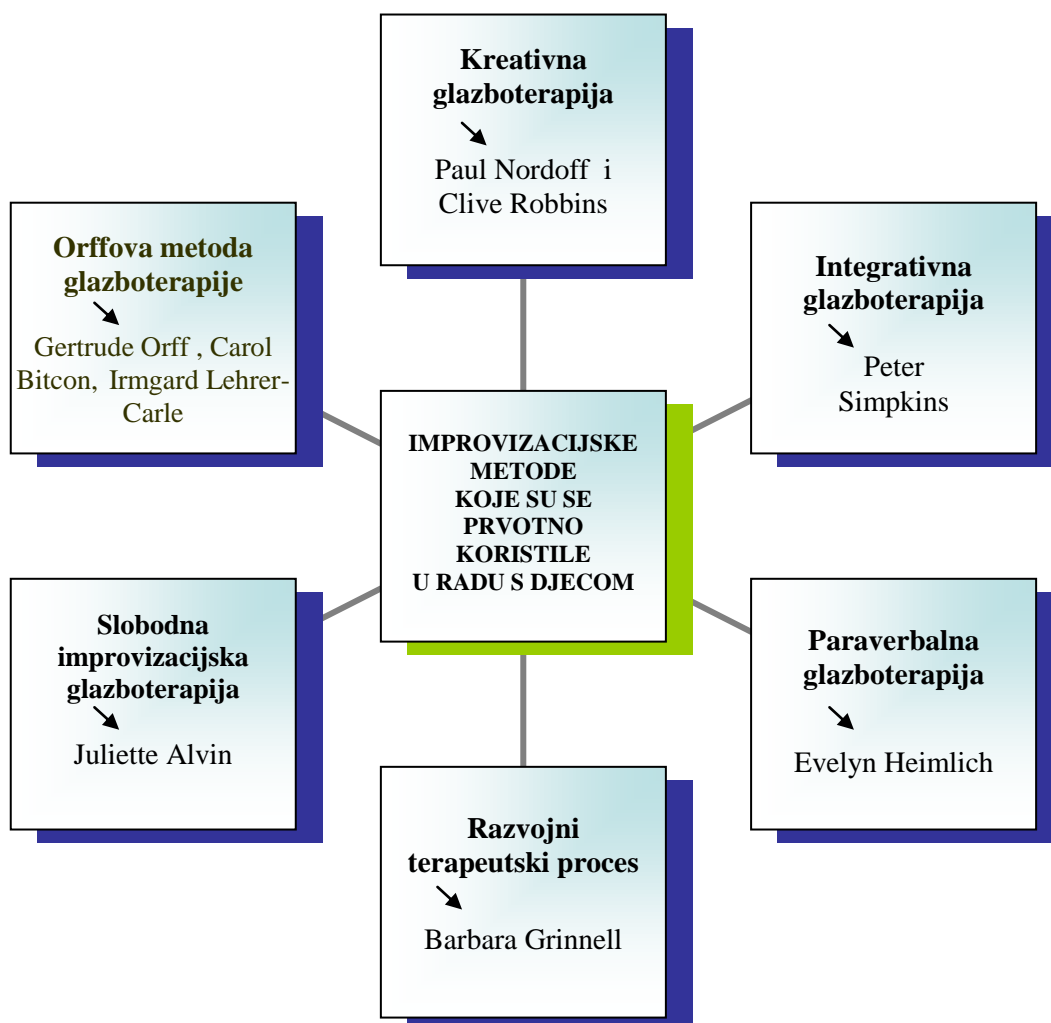 Kreativna
glazboterapija
Paul Nordoff i
Clive Robbins
Orffova metoda
glazboterapije
Gertrude Orff , Carol
Bitcon, Irmgard Lehrer-
Carle
Integrativna
glazboterapija
Peter
Simpkins
IMPROVIZACIJSKE
METODE
KOJE SU SE
PRVOTNO
KORISTILE
U RADU S DJECOM
Slobodna
improvizacijska
glazboterapija
Juliette Alvin
Paraverbalna
glazboterapija
Evelyn Heimlich
Razvojni
terapeutski proces
Barbara Grinnell